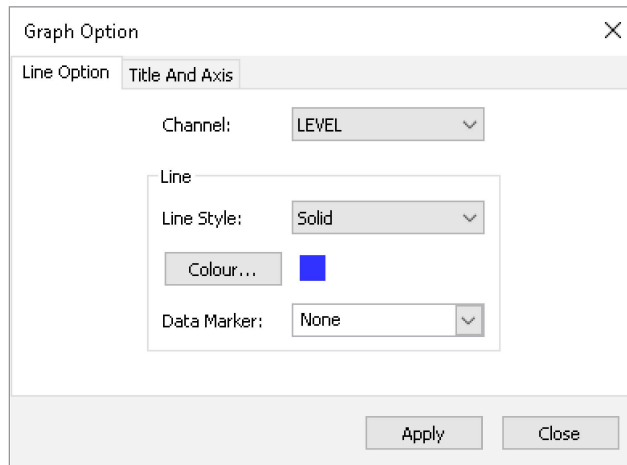 Graph Option
Line Option Title And Axis
Channel: LEVEL
Line
Line Style: Solid
Colour...
Data Marker: None
Apply Close